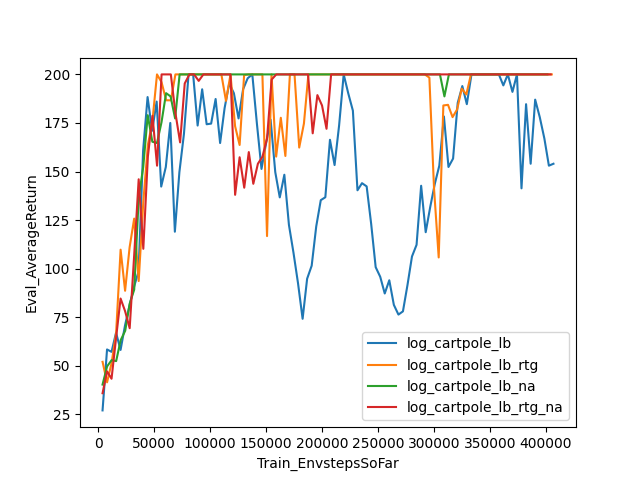 200
175
150
125
100
75
50
25
Eval_AverageReturn
log_cartpole_lb
log_cartpole_lb_rtg
log_cartpole_lb_na
log_cartpole_lb_rtg_na
0 50000 100000 150000 200000 250000 300000 350000 400000
Train_EnvstepsSoFar